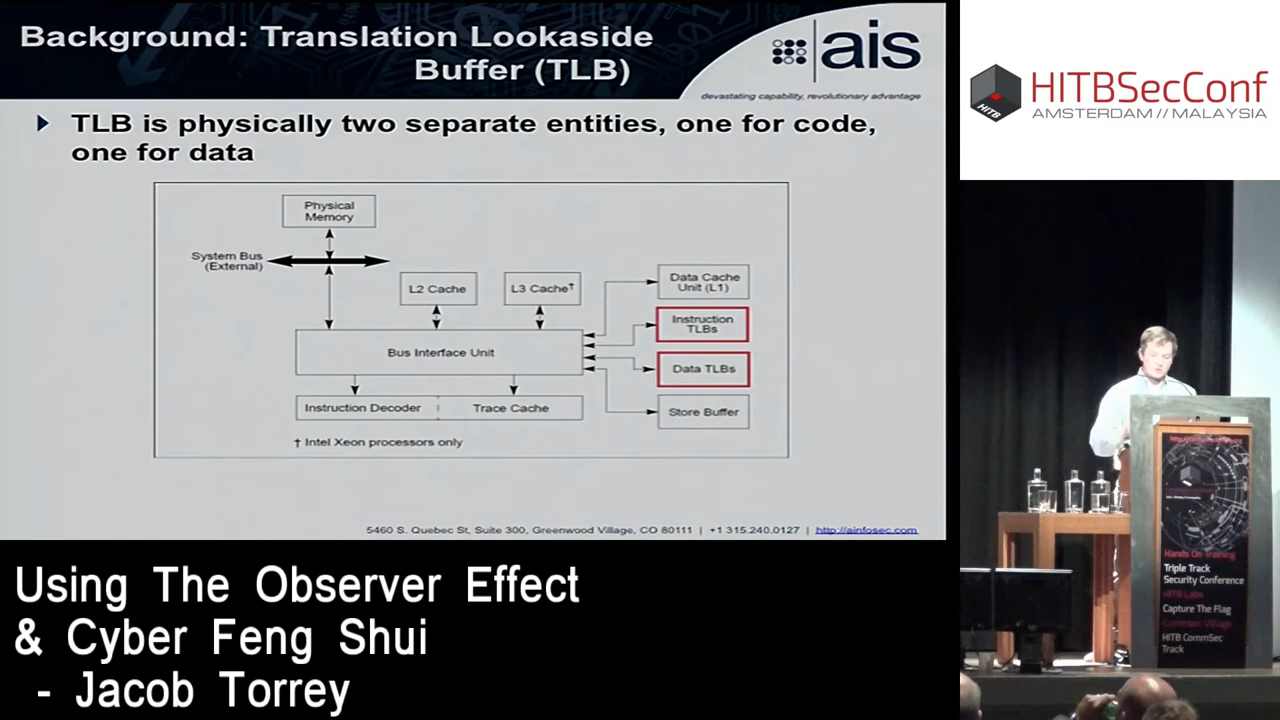 Background: Translation Lookaside
Buffer (TLB)
ais
devastating capability, revolutionary advantage
TLB is physically two separate entities, one for code,
one for data
Physical
Memory
System Bus
(External)
L2 Cache
L3 Cache†
Data Cache
Unit (L1)
Instruction
TLBs
Bus Interface Unit
Data TLBs
Instruction Decoder
Trace Cache
Store Buffer
† Intel Xeon processors only
5460 S. Quebec St, Suite 300, Greenwood Village, CO 80111 | +1 315.240.0127 | http://ainfosec.com
HITBSecConf
AMSTERDAM // MALAYSIA
HITB
Hands On Training
Triple Track
Security Conference
HITB Labs
Capture The Flag
CommSec Village
HITB CommSec
Track
Using The Observer Effect
& Cyber Feng Shui
- Jacob Torrey